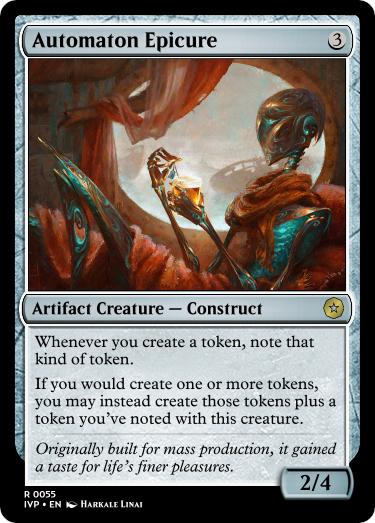 Automaton Epicure 3
Artifact Creature — Construct
Whenever you create a token, note that
kind of token.
If you would create one or more tokens,
you may instead create those tokens plus a
token you've noted with this creature.
Originally built for mass production, it gained
a taste for life's finer pleasures.
2/4
R 0055
IVP • EN Harkale Linai